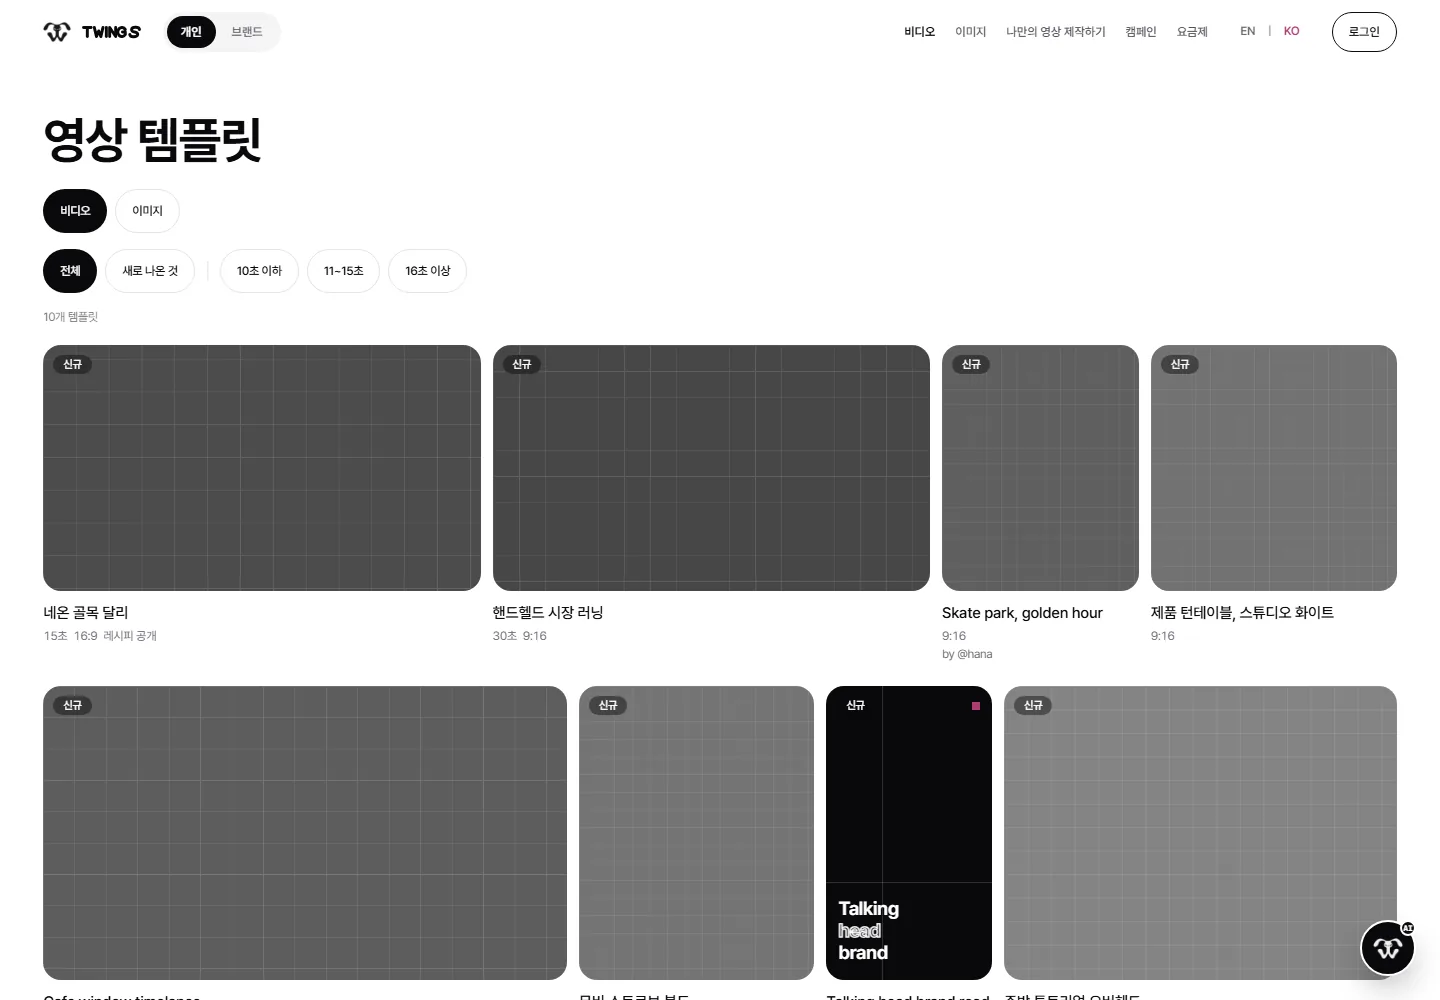 TWINGS
개인
브랜드
비디오
이미지
나만의 영상 제작하기
캠페인
요금제
EN
|
KO
로그인
영상 템플릿
비디오
이미지
전체
새로 나온 것
10초 이하
11~15초
16초 이상
10개 템플릿
신규
신규
신규
신규
네온 골목 달리
15초 16:9 레시피 공개
핸드헬드 시장 러닝
30초 9:16
Skate park, golden hour
9:16
by @hana
제품 턴테이블, 스튜디오 화이트
9:16
신규
신규
신규
Talking
head
brand
신규
AI
Cafe window timelapse
Talking head brand read